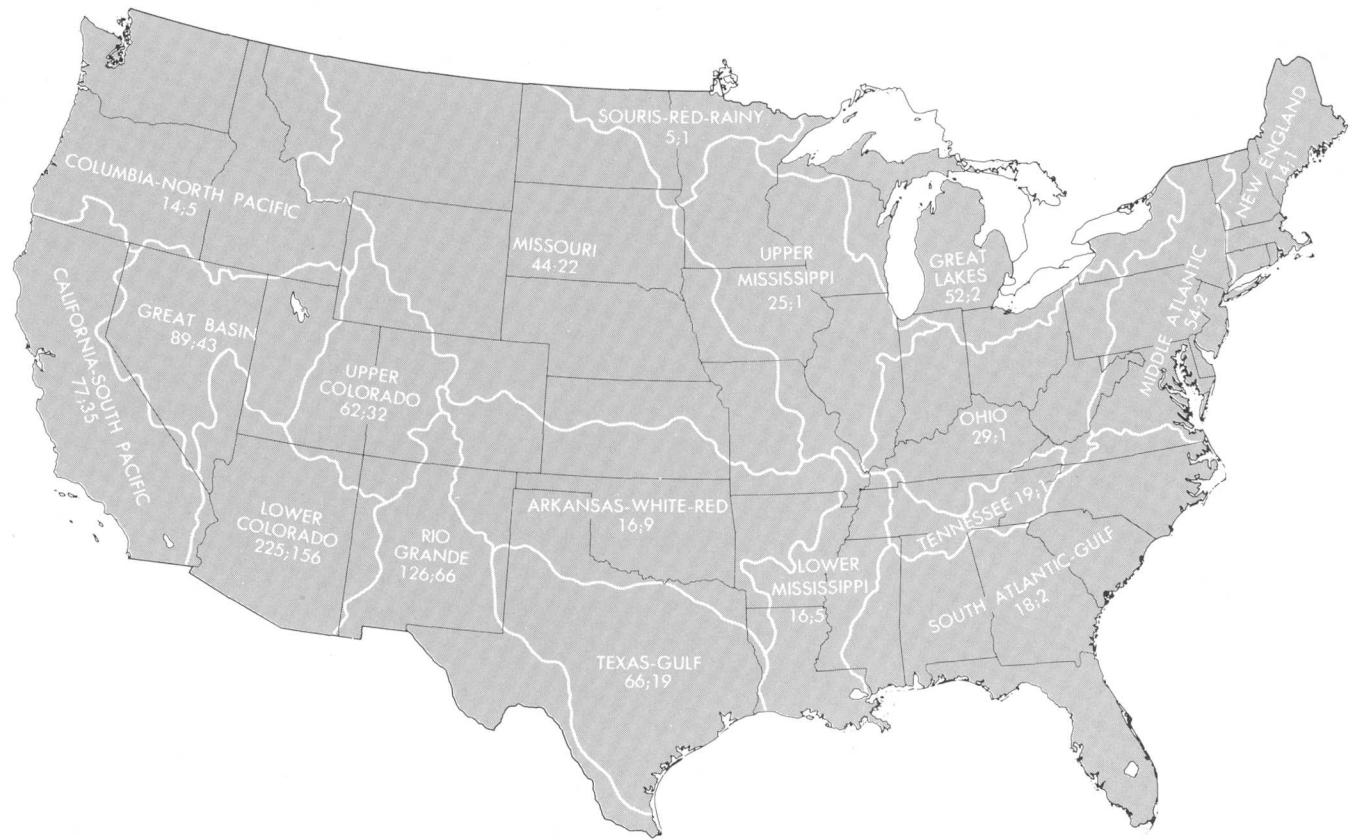 SOURIS-RED-RAINY
5;1
NEW ENGLAND
14;1
COLUMBIA-NORTH PACIFIC
14;5
MISSOURI
44-22
UPPER
MISSISSIPPI
25;1
GREAT
LAKES
52;2
MIDDLE ATLANTIC
54-2
CALIFORNIA-SOUTH PACIFIC
77;35
GREAT BASIN
89;43
UPPER
COLORADO
62;32
OHIO
29;1
LOWER
COLORADO
225;156
RIO
GRANDE
126;66
ARKANSAS-WHITE-RED
16;9
TENNESSEE 19;1
LOWER
MISSISSIPPI
16;5
SOUTH ATLANTIC-GULF
18;2
TEXAS-GULF
66;19